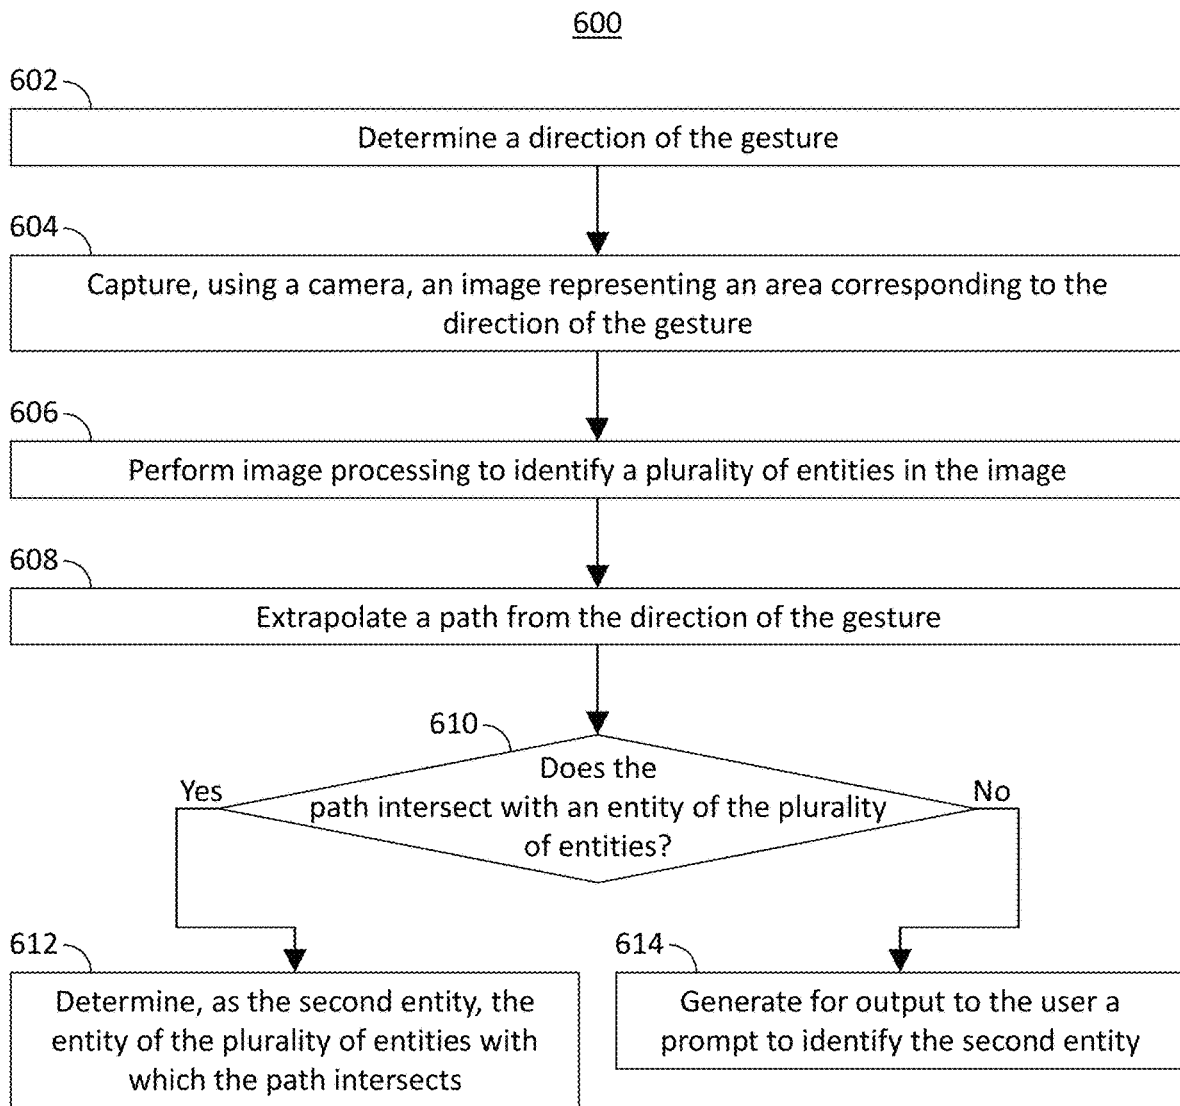 600
602
Determine a direction of the gesture
604
Capture, using a camera, an image representing an area corresponding to the
direction of the gesture
606
Perform image processing to identify a plurality of entities in the image
608
Extrapolate a path from the direction of the gesture
610
Does the
path intersect with an entity of the plurality
of entities?
Yes
No
612
Determine, as the second entity, the
entity of the plurality of entities with
which the path intersects
614
Generate for output to the user a
prompt to identify the second entity